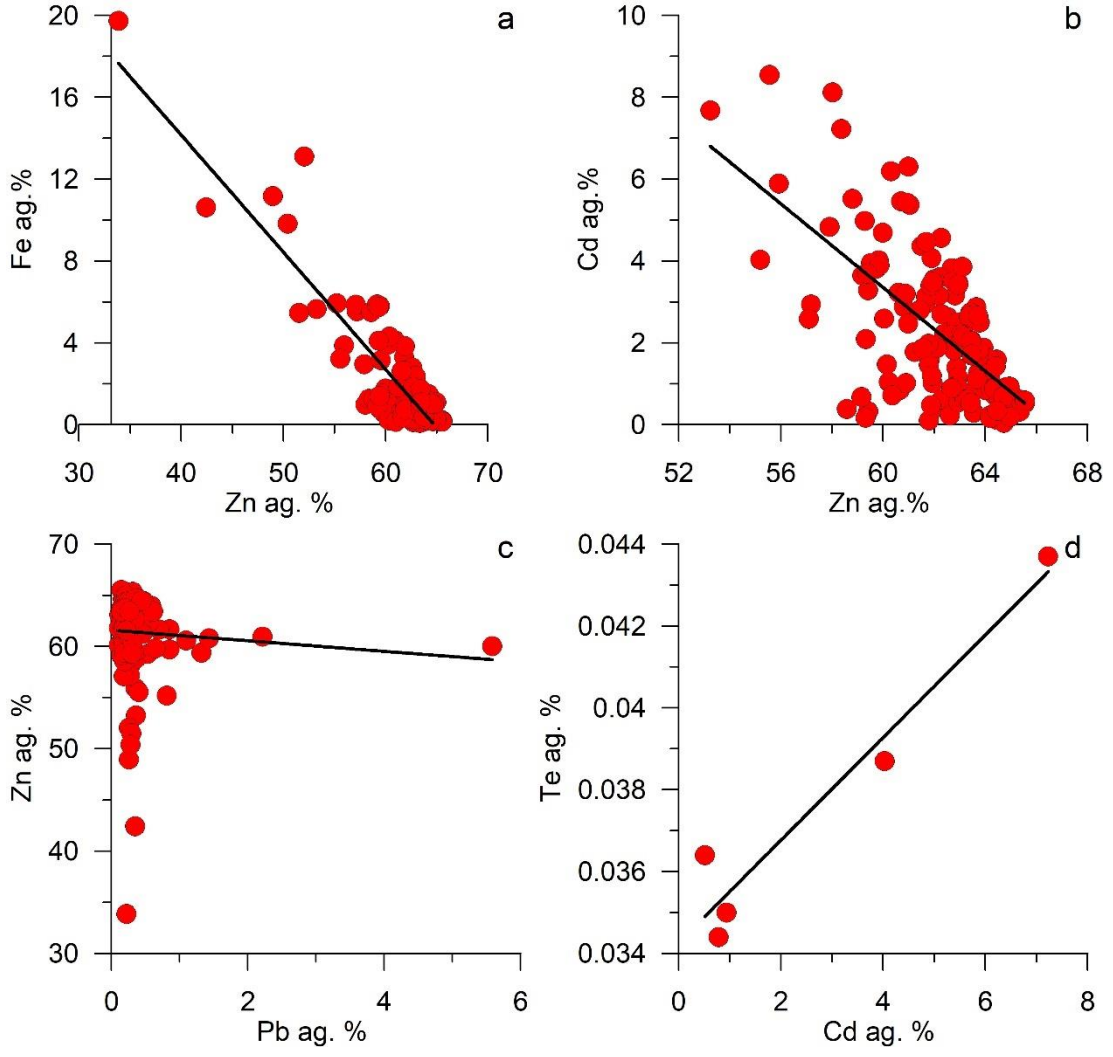 a
20
16
12
8
4
0
Fe ag.%
30 40 50 60 70
Zn ag. %
b
10
8
6
4
2
0
Cd ag.%
52 56 60 64 68
Zn ag.%
c
70
60
50
40
30
Zn ag. %
0 2 4 6
Pb ag. %
d
0.044
0.042
0.04
0.038
0.036
0.034
Te ag. %
0 2 4 6 8
Cd ag. %